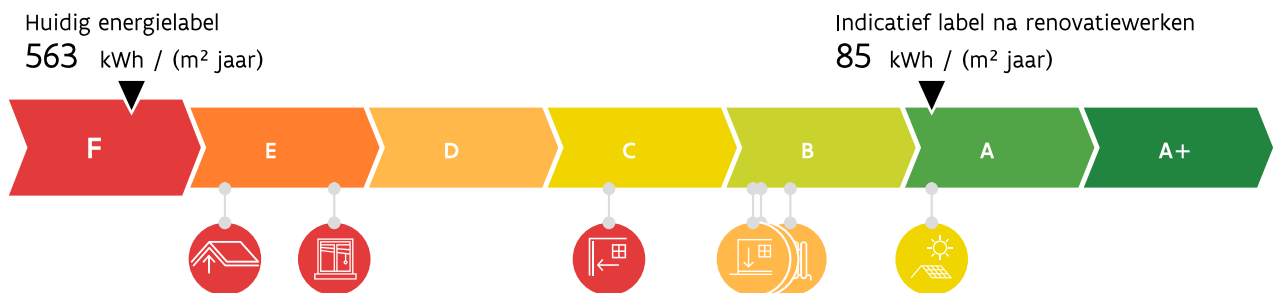 Huidig energielabel
563 kWh / (m² jaar)
Indicatief label na renovatiewerken
85 kWh / (m² jaar)
F E D C B A A+